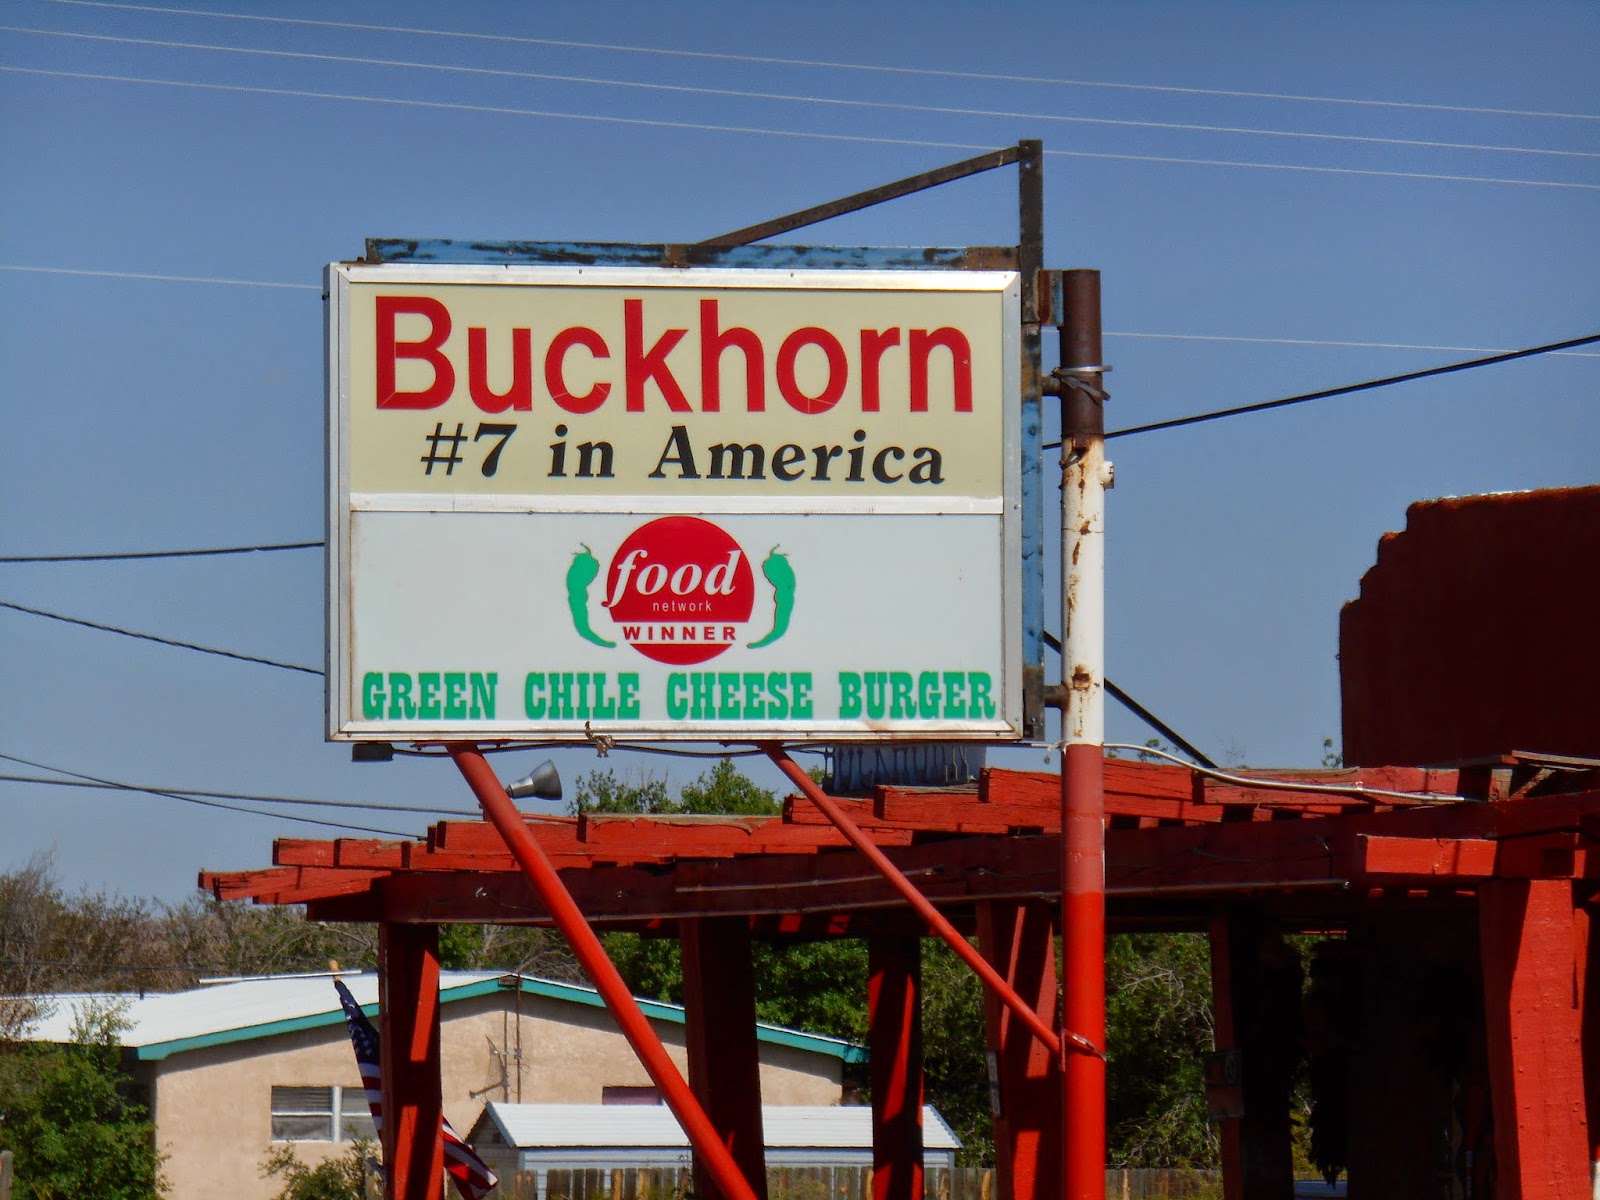 Buckhorn
#7 in America
food
network
WINNER
GREEN CHILE CHEESE BURGER